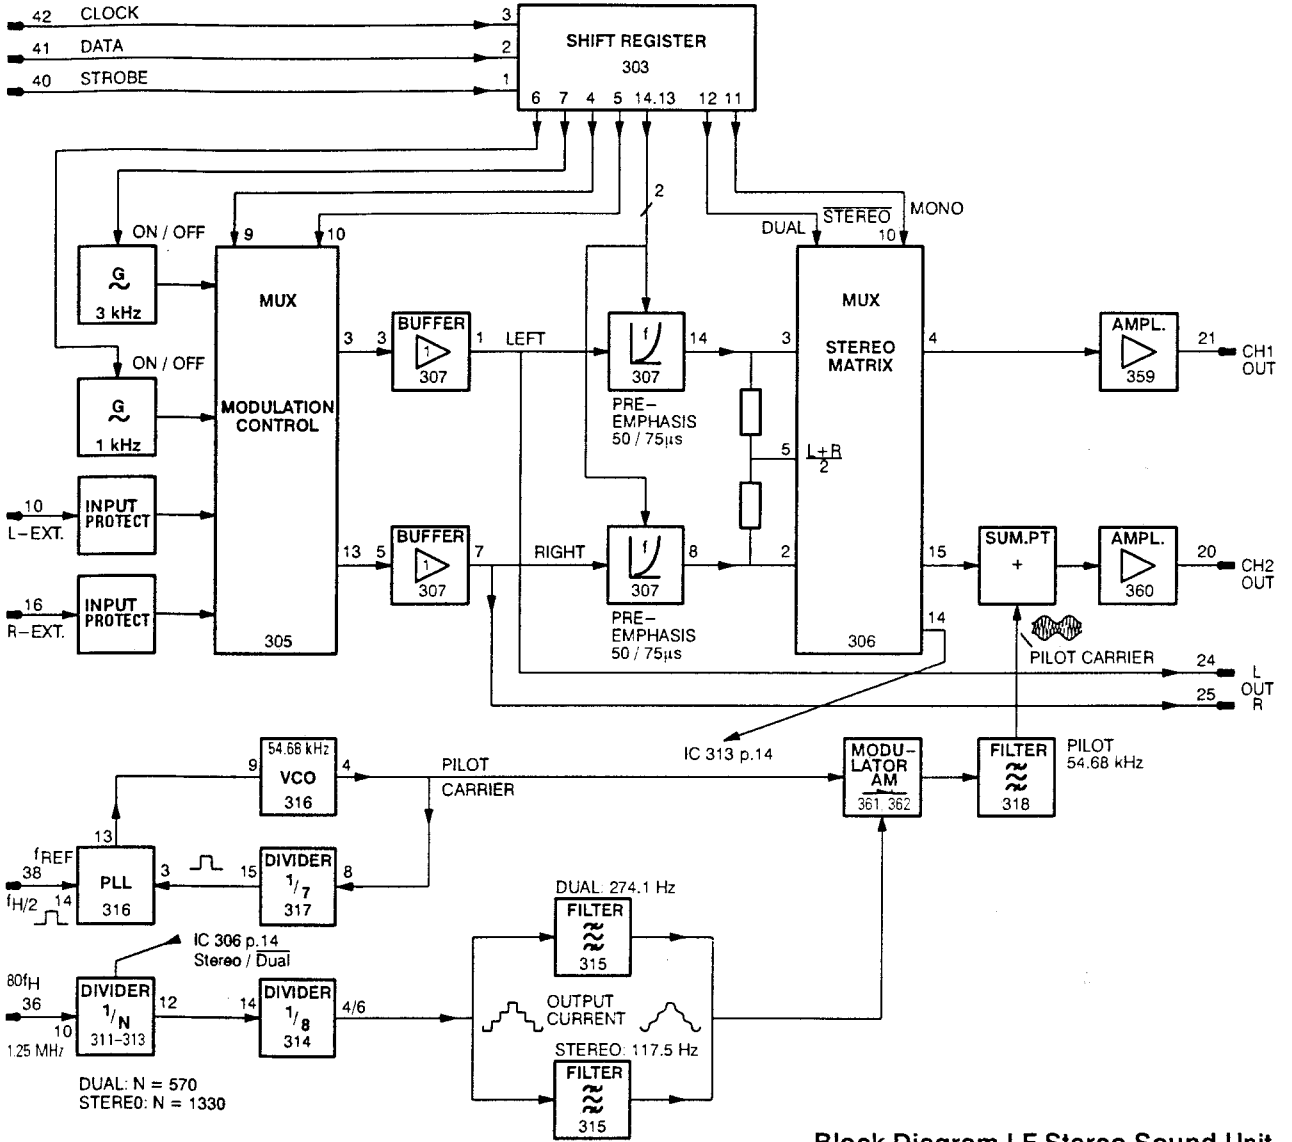 42 CLOCK 3
41 DATA 2
40 STROBE 1
SHIFT REGISTER
303
6 7 4 5 14.13 12 11
2
DUAL STEREO MONO
10
ON / OFF
9 10
G
3 kHz
ON / OFF
G
1 kHz
10
L-EXT.
INPUT
PROTECT
16
R-EXT.
INPUT
PROTECT
MUX
MODULATION
CONTROL
305
3 3
BUFFER
1
307
1 LEFT
f
307
14
PRE-
EMPHASIS
50 / 75µs
13 5
BUFFER
1
307
7 RIGHT
f
307
8
PRE-
EMPHASIS
50 / 75µs
3
5
2
MUX
STEREO
MATRIX
L+R
2
306
4
AMPL.
359
21 CH1
OUT
15
SUM.PT
+
AMPL.
360
20 CH2
OUT
14
PILOT CARRIER
24 L
OUT
25 R
IC 313 p.14
9
54.68 kHz
VCO
316
4 PILOT
CARRIER
MODU-
LATOR
AM
361, 362
FILTER
318
PILOT
54.68 kHz
13
fREF
38
fH/2
14
PLL
316
3
15
DIVIDER
1/7
317
8
IC 306 p.14
Stereo / Dual
80fH
36
10
1.25 MHz
DIVIDER
1/N
311-313
12
14
DIVIDER
1/8
314
4/6
DUAL: N = 570
STEREO: N = 1330
DUAL: 274.1 Hz
FILTER
315
OUTPUT
CURRENT
STEREO: 117.5 Hz
FILTER
315
Block Diagram LF Stereo Sound Unit